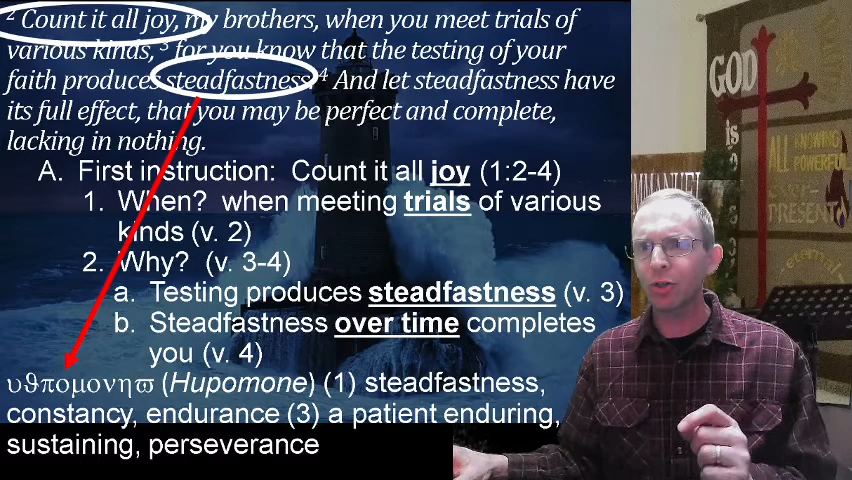 2 Count it all joy, my brothers, when you meet trials of
various kinds, 3 for you know that the testing of your
faith produces steadfastness. 4 And let steadfastness have
its full effect, that you may be perfect and complete,
lacking in nothing.
A. First instruction: Count it all joy (1:2-4)
1. When? when meeting trials of various
kinds (v. 2)
2. Why? (v. 3-4)
a. Testing produces steadfastness (v. 3)
b. Steadfastness over time completes
you (v. 4)
υϑπομονηϖ (Hupomone) (1) steadfastness,
constancy, endurance (3) a patient enduring,
sustaining, perseverance
GOD
is
ALL KNOWING
POWERFUL
EVER-
PRESENT
MMANUEL
eternal